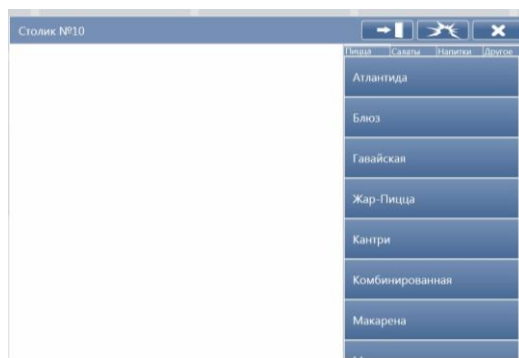 Столик №10
Пицца Салаты Напитки Другое
Атлантида
Блюз
Гавайская
Жар-Пицца
Кантри
Комбинированная
Макарена